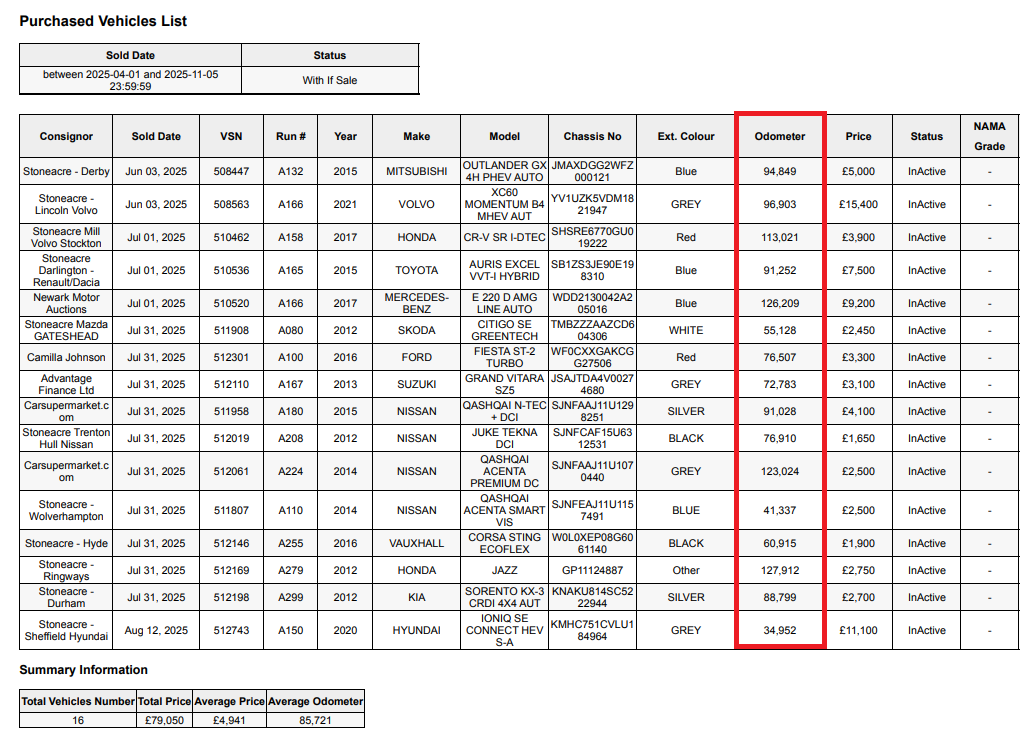 Purchased Vehicles List
Sold Date Status
between 2025-04-01 and 2025-11-05
23:59:59
With If Sale
Consignor Sold Date VSN Run # Year Make Model Chassis No Ext. Colour Odometer Price Status NAMA
Grade
Stoneacre - Derby Jun 03, 2025 508447 A132 2015 MITSUBISHI OUTLANDER GX
4H PHEV AUTO JMAXDGG2WFZ
000121 Blue 94,849 £5,000 InActive -
Stoneacre -
Lincoln Volvo Jun 03, 2025 508563 A166 2021 VOLVO XC60
MOMENTUM B4
MHEV AUT YV1UZK5VDM18
21947 GREY 96,903 £15,400 InActive -
Stoneacre Mill
Volvo Stockton Jul 01, 2025 510462 A158 2017 HONDA CR-V SR I-DTEC SHSRE6770GU0
19222 Red 113,021 £3,900 InActive -
Stoneacre
Darlington -
Renault/Dacia Jul 01, 2025 510536 A165 2015 TOYOTA AURIS EXCEL
VVT-I HYBRID SB1ZS3JE90E19
8310 Blue 91,252 £7,500 InActive -
Newark Motor
Auctions Jul 01, 2025 510520 A166 2017 MERCEDES-
BENZ E 220 D AMG
LINE AUTO WDD2130042A2
05016 Blue 126,209 £9,200 InActive -
Stoneacre Mazda
GATESHEAD Jul 31, 2025 511908 A080 2012 SKODA CITIGO SE
GREENTECH TMBZZZAAZCD6
04306 WHITE 55,128 £2,450 InActive -
Camilla Johnson Jul 31, 2025 512301 A100 2016 FORD FIESTA ST-2
TURBO WF0CXXGAKCG
G27506 Red 76,507 £3,300 InActive -
Advantage
Finance Ltd Jul 31, 2025 512110 A167 2013 SUZUKI GRAND VITARA
SZ5 JSAJTDA4V0027
4680 GREY 72,783 £3,100 InActive -
Carsupermarket.c
om Jul 31, 2025 511958 A180 2015 NISSAN QASHQAI N-TEC
+ DCI SJNFAAJ11U129
8251 SILVER 91,028 £4,100 InActive -
Stoneacre Trenton
Hull Nissan Jul 31, 2025 512019 A208 2012 NISSAN JUKE TEKNA
DCI SJNFCAF15U63
12531 BLACK 76,910 £1,650 InActive -
Carsupermarket.c
om Jul 31, 2025 512061 A224 2014 NISSAN QASHQAI
ACENTA
PREMIUM DC SJNFAAJ11U107
0440 GREY 123,024 £2,500 InActive -
Stoneacre -
Wolverhampton Jul 31, 2025 511807 A110 2014 NISSAN QASHQAI
ACENTA SMART
VIS SJNFEAJ11U115
7491 BLUE 41,337 £2,500 InActive -
Stoneacre - Hyde Jul 31, 2025 512146 A255 2016 VAUXHALL CORSA STING
ECOFLEX W0L0XEP08G60
61140 BLACK 60,915 £1,900 InActive -
Stoneacre -
Ringways Jul 31, 2025 512169 A279 2012 HONDA JAZZ GP11124887 Other 127,912 £2,750 InActive -
Stoneacre -
Durham Jul 31, 2025 512198 A299 2012 KIA SORENTO KX-3
CRDI 4X4 AUT KNAKU814SC52
22944 SILVER 88,799 £2,700 InActive -
Stoneacre -
Sheffield Hyundai Aug 12, 2025 512743 A150 2020 HYUNDAI IONIQ SE
CONNECT HEV
S-A KMHC751CVLU1
84964 GREY 34,952 £11,100 InActive -
Summary Information
Total Vehicles Number Total Price Average Price Average Odometer
16 £79,050 £4,941 85,721